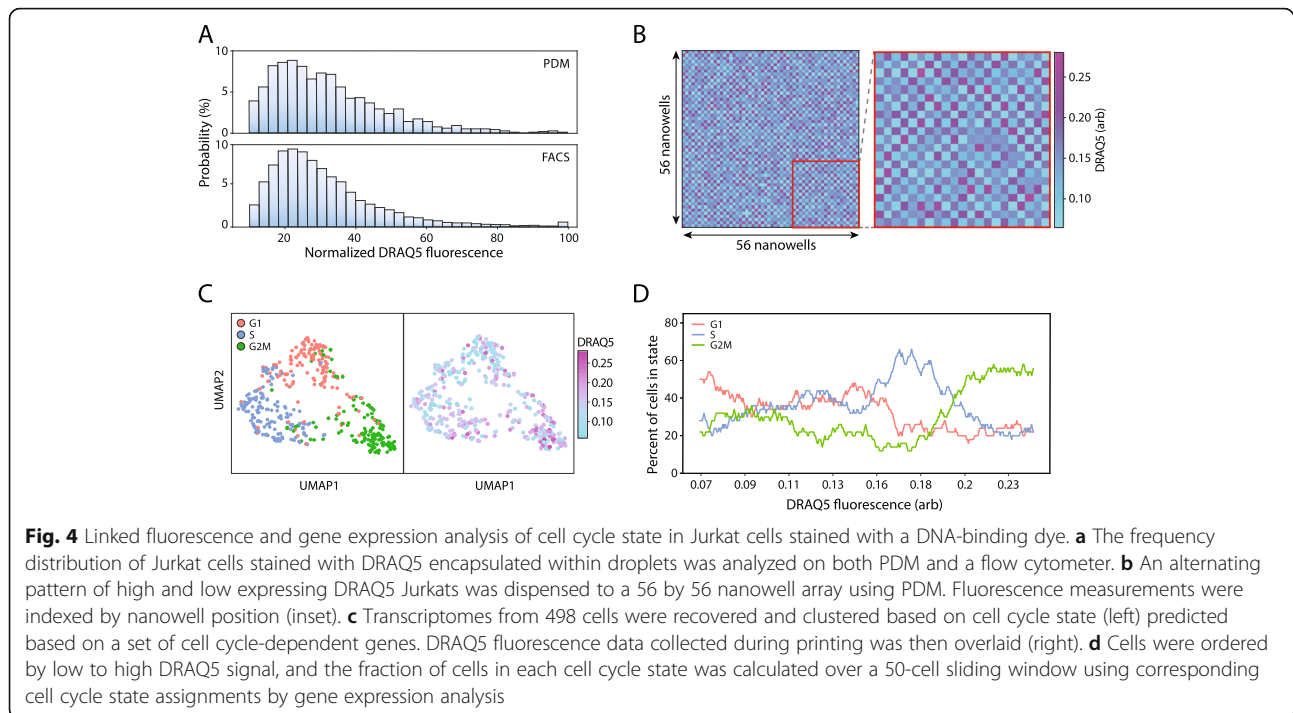 A
10
PDM
5
0
10
FACS
5
0
Probability (%)
20 40 60 80 100
Normalized DRAQ5 fluorescence
B
56 nanowells
56 nanowells
0.25
0.20
0.15
0.10
DRAQ5 (arb)
C
G1
S
G2M
UMAP2
UMAP1
UMAP1
DRAQ5
0.25
0.20
0.15
0.10
D
G1
S
G2M
80
60
40
20
0
Percent of cells in state
0.07 0.09 0.11 0.13 0.16 0.18 0.2 0.23
DRAQ5 fluorescence (arb)
Fig. 4 Linked fluorescence and gene expression analysis of cell cycle state in Jurkat cells stained with a DNA-binding dye. a The frequency
distribution of Jurkat cells stained with DRAQ5 encapsulated within droplets was analyzed on both PDM and a flow cytometer. b An alternating
pattern of high and low expressing DRAQ5 Jurkats was dispensed to a 56 by 56 nanowell array using PDM. Fluorescence measurements were
indexed by nanowell position (inset). c Transcriptomes from 498 cells were recovered and clustered based on cell cycle state (left) predicted
based on a set of cell cycle-dependent genes. DRAQ5 fluorescence data collected during printing was then overlaid (right). d Cells were ordered
by low to high DRAQ5 signal, and the fraction of cells in each cell cycle state was calculated over a 50-cell sliding window using corresponding
cell cycle state assignments by gene expression analysis